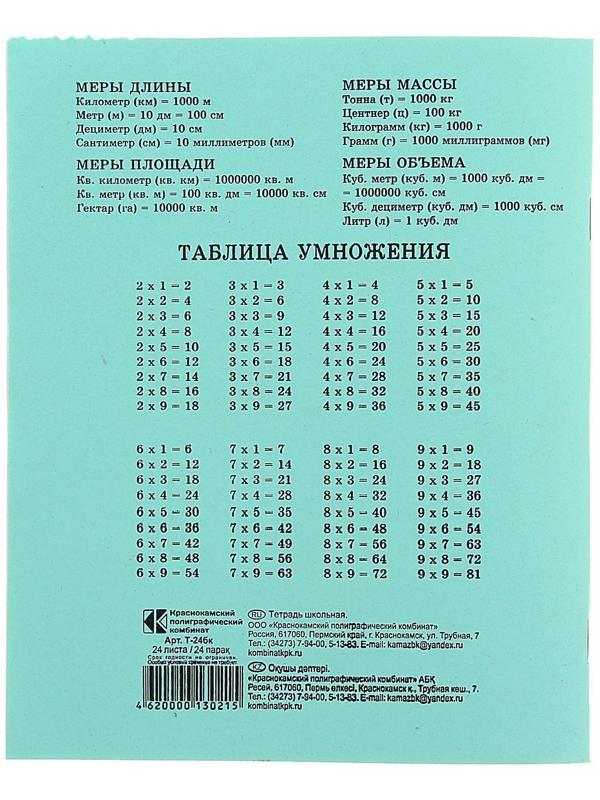 МЕРЫ ДЛИНЫ
Километр (км) = 1000 м
Метр (м) = 10 дм = 100 см
Дециметр (дм) = 10 см
Сантиметр (см) = 10 миллиметров (мм)
МЕРЫ ПЛОЩАДИ
Кв. километр (кв. км) = 1000000 кв. м
Кв. метр (кв. м) = 100 кв. дм = 10000 кв. см
Гектар (га) = 10000 кв. м
МЕРЫ МАССЫ
Тонна (т) = 1000 кг
Центнер (ц) = 100 кг
Килограмм (кг) = 1000 г
Грамм (г) = 1000 миллиграммов (мг)
МЕРЫ ОБЪЕМА
Куб. метр (куб. м) = 1000 куб. дм =
= 1000000 куб. см
Куб. дециметр (куб. дм) = 1000 куб. см
Литр (л) = 1 куб. дм
ТАБЛИЦА УМНОЖЕНИЯ
2 x 1 = 2 3 x 1 = 3 4 x 1 = 4 5 x 1 = 5
2 x 2 = 4 3 x 2 = 6 4 x 2 = 8 5 x 2 = 10
2 x 3 = 6 3 x 3 = 9 4 x 3 = 12 5 x 3 = 15
2 x 4 = 8 3 x 4 = 12 4 x 4 = 16 5 x 4 = 20
2 x 5 = 10 3 x 5 = 15 4 x 5 = 20 5 x 5 = 25
2 x 6 = 12 3 x 6 = 18 4 x 6 = 24 5 x 6 = 30
2 x 7 = 14 3 x 7 = 21 4 x 7 = 28 5 x 7 = 35
2 x 8 = 16 3 x 8 = 24 4 x 8 = 32 5 x 8 = 40
2 x 9 = 18 3 x 9 = 27 4 x 9 = 36 5 x 9 = 45
6 x 1 = 6 7 x 1 = 7 8 x 1 = 8 9 x 1 = 9
6 x 2 = 12 7 x 2 = 14 8 x 2 = 16 9 x 2 = 18
6 x 3 = 18 7 x 3 = 21 8 x 3 = 24 9 x 3 = 27
6 x 4 = 24 7 x 4 = 28 8 x 4 = 32 9 x 4 = 36
6 x 5 = 30 7 x 5 = 35 8 x 5 = 40 9 x 5 = 45
6 x 6 = 36 7 x 6 = 42 8 x 6 = 48 9 x 6 = 54
6 x 7 = 42 7 x 7 = 49 8 x 7 = 56 9 x 7 = 63
6 x 8 = 48 7 x 8 = 56 8 x 8 = 64 9 x 8 = 72
6 x 9 = 54 7 x 9 = 63 8 x 9 = 72 9 x 9 = 81
Краснокамский
полиграфический
комбинат
Арт. Т-24бк
24 листа / 24 парақ
Срок годности не ограничен.
Особых условий хранения не требует.
4 620000 130215
RU Тетрадь школьная.
ООО «Краснокамский полиграфический комбинат»
Россия, 617060, Пермский край, г. Краснокамск, ул. Трубная, 7
Тел.: (34273) 7-94-00, 5-13-83. E-mail: kamazbk@yandex.ru
kombinatkpk.ru
KZ Оқушы дәптері.
«Краснокамский полиграфический комбинат» АБҚ
Ресей, 617060, Пермь өлкесі, Краснокамск қ., Трубная көш., 7.
Тел.: (34273) 7-94-00, 5-13-83. E-mail: kamazbk@yandex.ru
kombinatkpk.ru